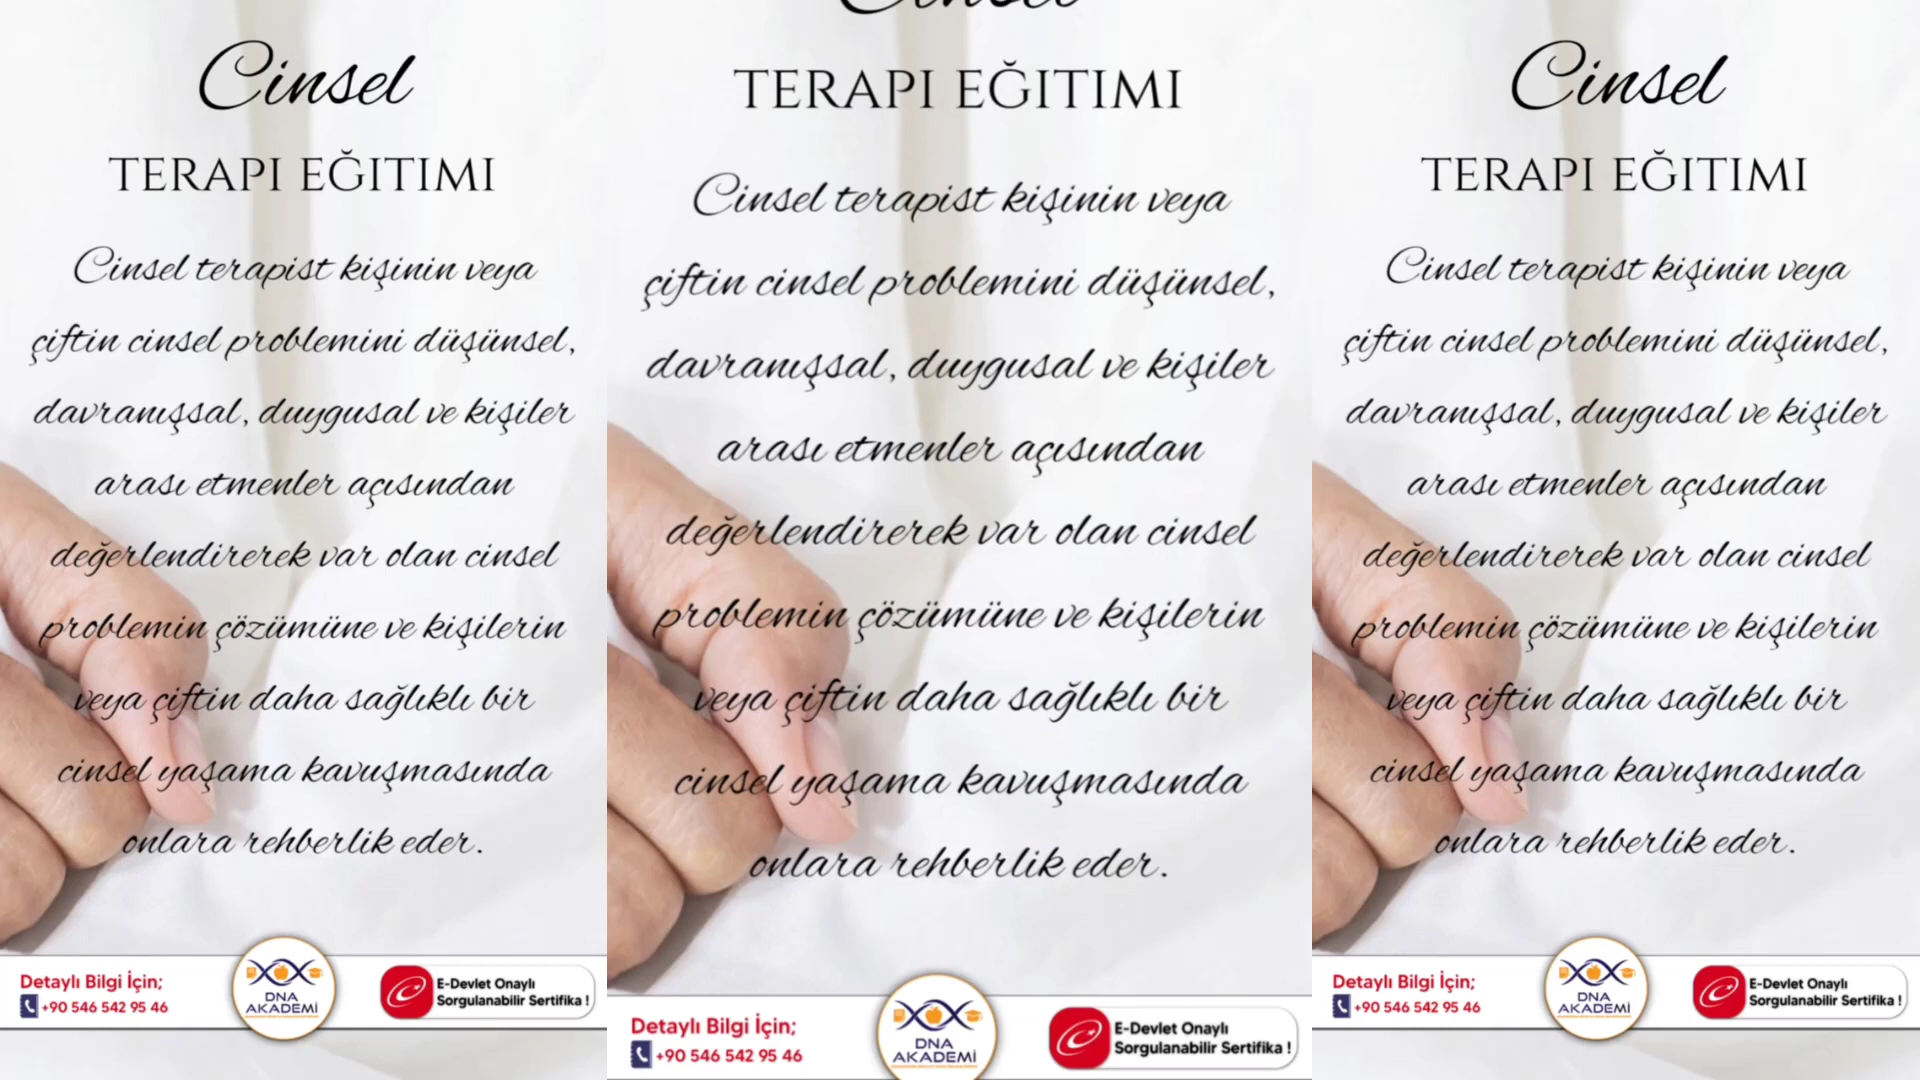 Cinsel
TERAPI EĞITIMI
Cinsel terapist kişinin veya
çiftin cinsel problemini düşünsel,
davranışsal, duygusal ve kişiler
arası etmenler açısından
değerlendirerek var olan cinsel
problemin çözümüne ve kişilerin
veya çiftin daha sağlıklı bir
cinsel yaşama kavuşmasında
onlara rehberlik eder.
Detaylı Bilgi İçin;
+90 546 542 95 46
DNA
AKADEMİ
E-Devlet Onaylı
Sorgulanabilir Sertifika !
Cinsel
TERAPI EĞITIMI
Cinsel terapist kişinin veya
çiftin cinsel problemini düşünsel,
davranışsal, duygusal ve kişiler
arası etmenler açısından
değerlendirerek var olan cinsel
problemin çözümüne ve kişilerin
veya çiftin daha sağlıklı bir
cinsel yaşama kavuşmasında
onlara rehberlik eder.
Detaylı Bilgi İçin;
+90 546 542 95 46
DNA
AKADEMİ
E-Devlet Onaylı
Sorgulanabilir Sertifika !
Cinsel
TERAPI EĞITIMI
Cinsel terapist kişinin veya
çiftin cinsel problemini düşünsel,
davranışsal, duygusal ve kişiler
arası etmenler açısından
değerlendirerek var olan cinsel
problemin çözümüne ve kişilerin
veya çiftin daha sağlıklı bir
cinsel yaşama kavuşmasında
onlara rehberlik eder.
Detaylı Bilgi İçin;
+90 546 542 95 46
DNA
AKADEMİ
E-Devlet Onaylı
Sorgulanabilir Sertifika !